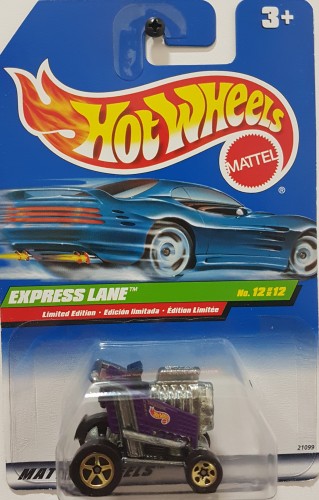 3+
HOT WHEELS
MATTEL
®
EXPRESS LANE™
No. 12 OF 12
Limited Edition • Edición limitada • Édition Limitée
21099